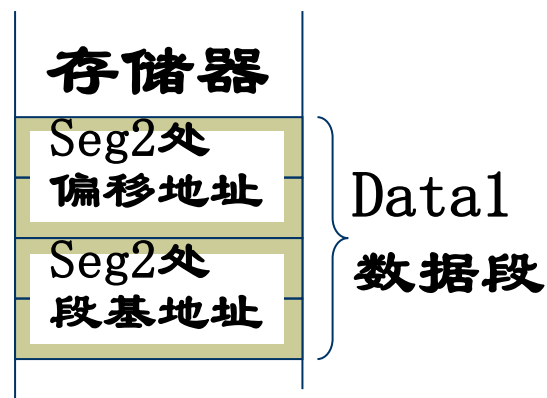 存储器
Seg2处
偏移地址
Seg2处
段基地址
Data1
数据段